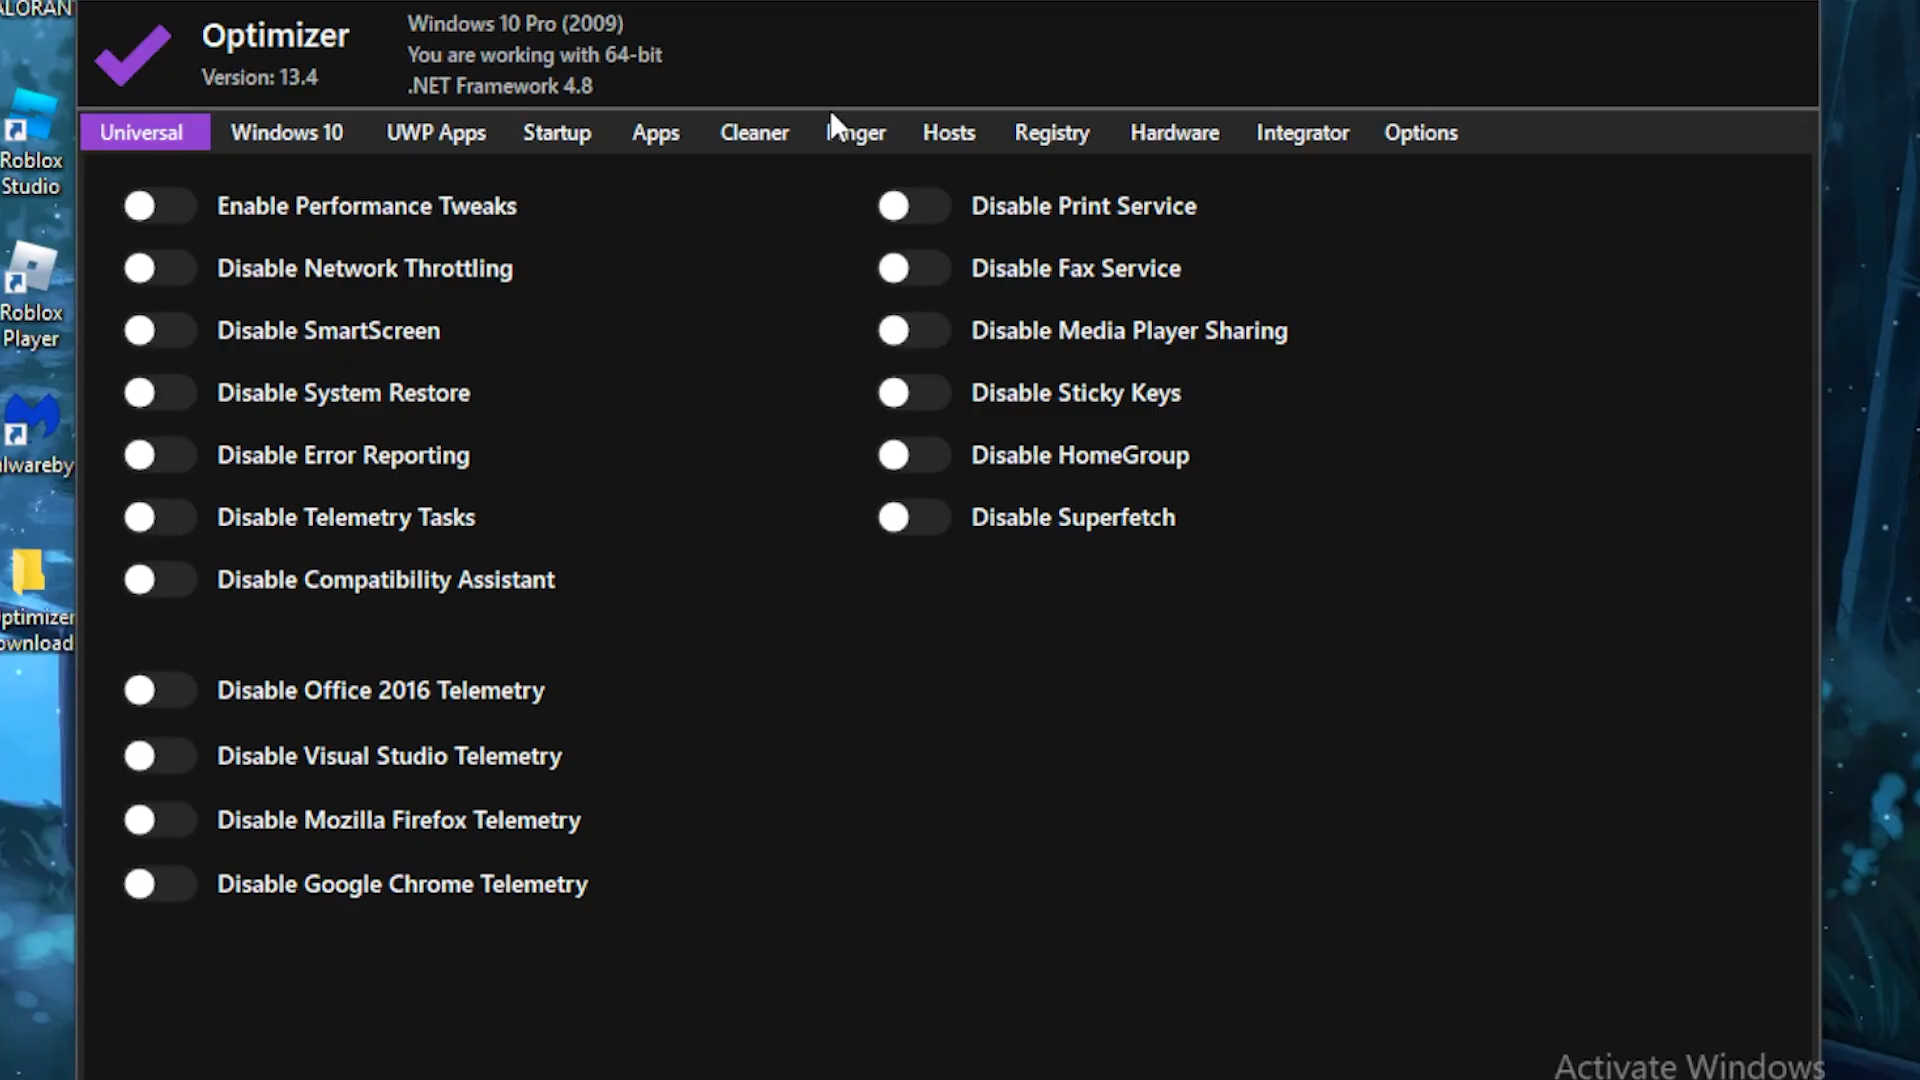 Optimizer
Version: 13.4
Windows 10 Pro (2009)
You are working with 64-bit
.NET Framework 4.8
Universal Windows 10 UWP Apps Startup Apps Cleaner Hosts Registry Hardware Integrator Options
Enable Performance Tweaks
Disable Network Throttling
Disable SmartScreen
Disable System Restore
Disable Error Reporting
Disable Telemetry Tasks
Disable Compatibility Assistant
Disable Office 2016 Telemetry
Disable Visual Studio Telemetry
Disable Mozilla Firefox Telemetry
Disable Google Chrome Telemetry
Disable Print Service
Disable Fax Service
Disable Media Player Sharing
Disable Sticky Keys
Disable HomeGroup
Disable Superfetch
Roblox
Studio
Roblox
Player
lwareby
ptimizer
ownload
Activate Windows